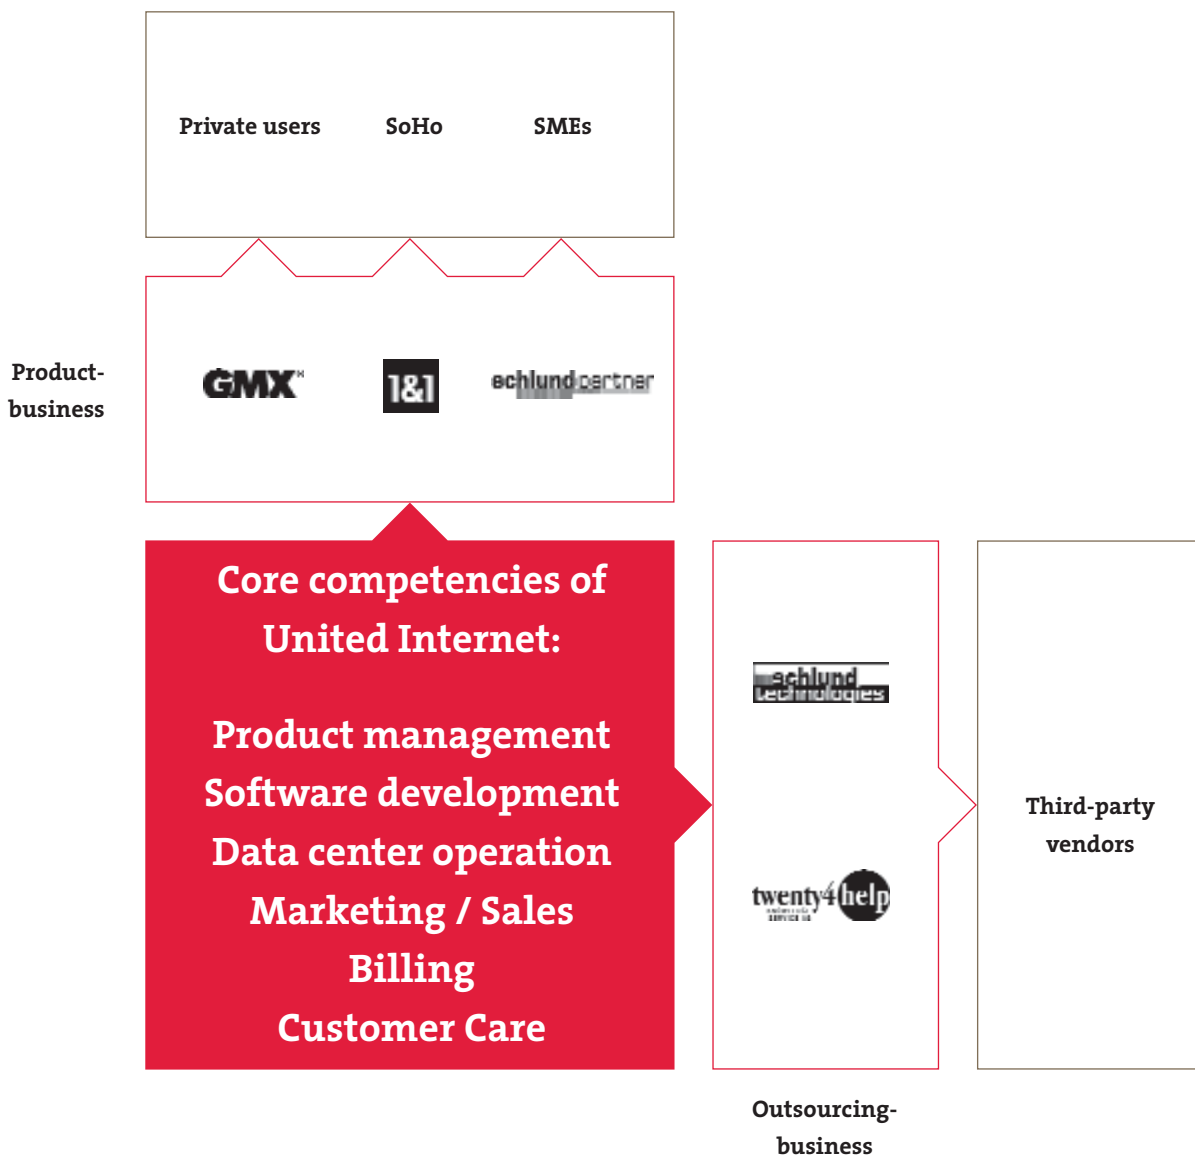 Private users SoHo SMEs
Product-
business
GMX
1&1
schlund partner
Core competencies of
United Internet:
Product management
Software development
Data center operation
Marketing / Sales
Billing
Customer Care
schlund
technologies
twenty4help
Third-party
vendors
Outsourcing-
business